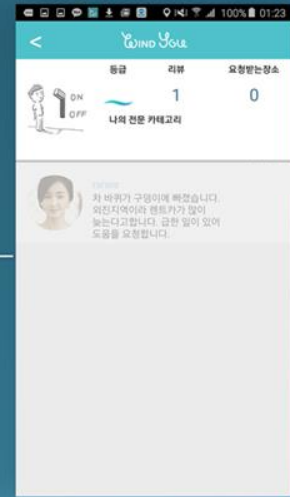 100% 01:23
< WIND YOU
등급 리뷰 요청받는장소
ON
OFF
1 0
나의 전문 카테고리
차 바퀴가 구덩이에 빠졌습니다.
외진지역이라 렌트카가 많이
늦는다고합니다. 급한 일이 있어
도움을 요청합니다.